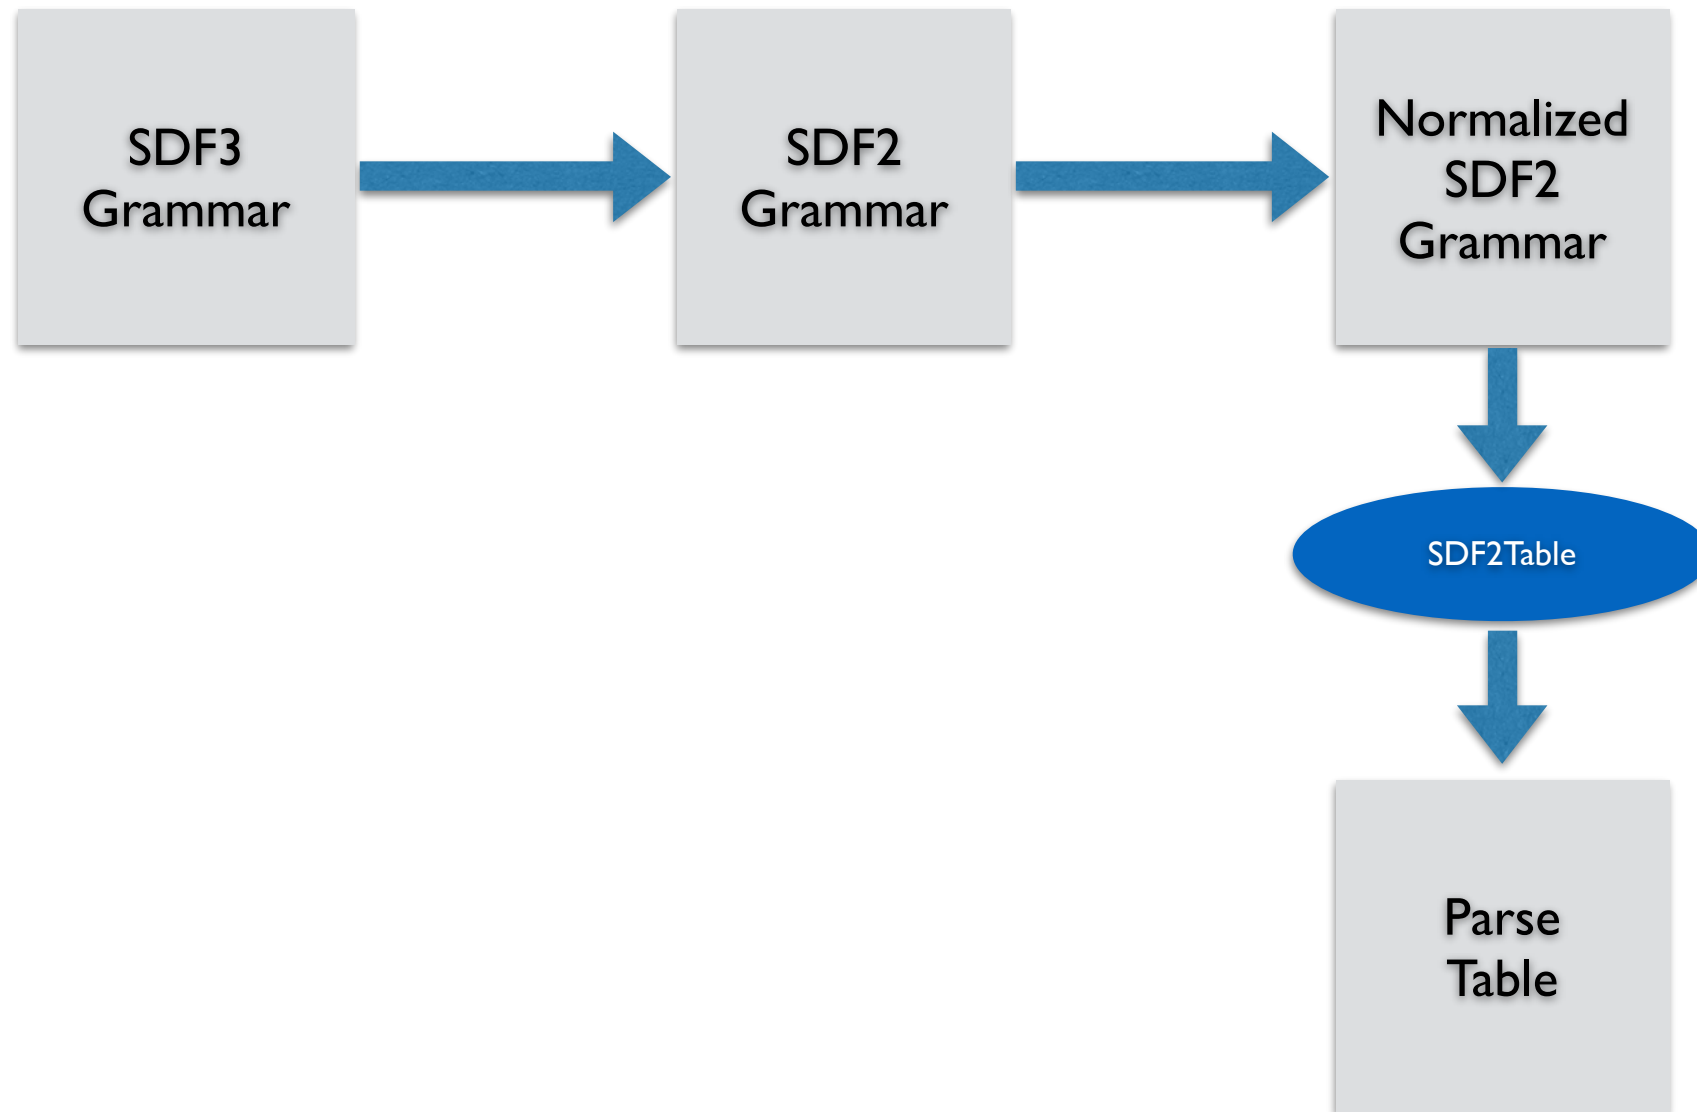 SDF3
Grammar
SDF2
Grammar
Normalized
SDF2
Grammar
SDF2Table
Parse
Table